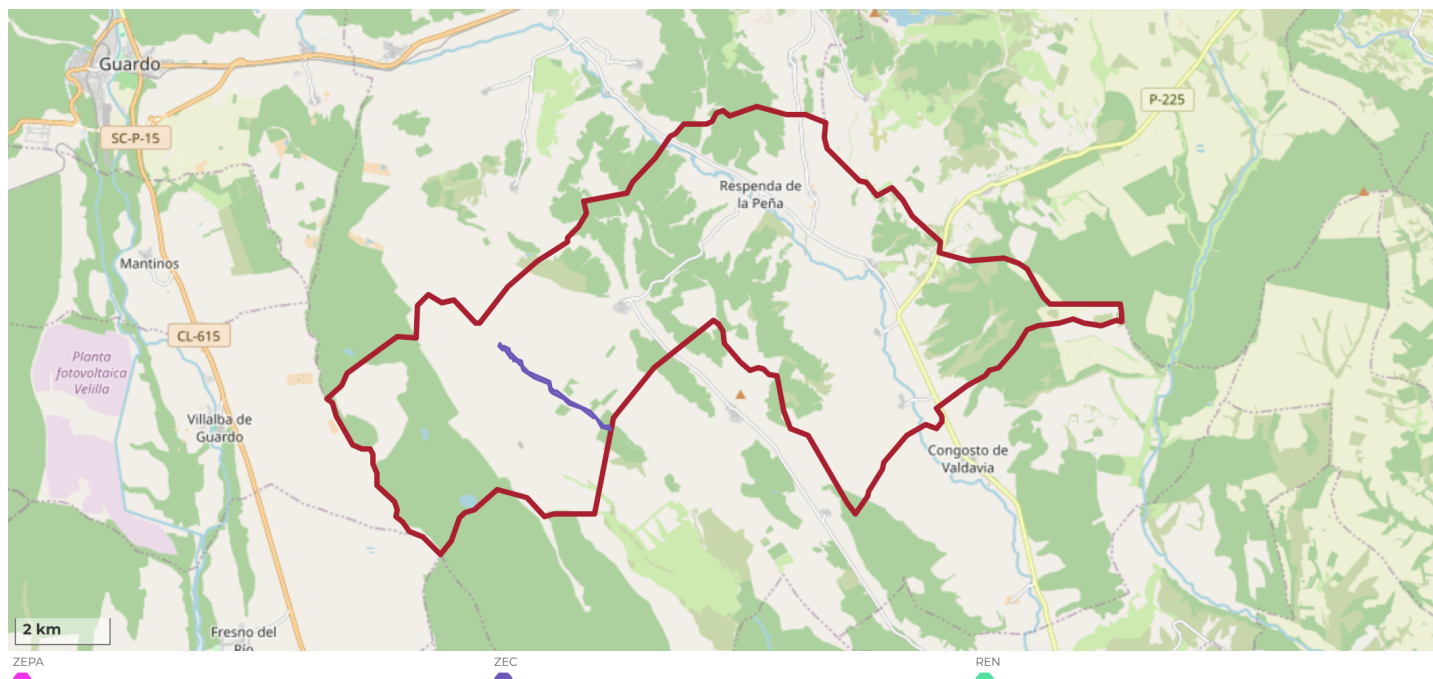 Guardo
P-225
SC-P-15
Respenda de
la Peña
Mantinos
CL-615
Planta
fotovoltaica
Velilla
Villalba de
Guardo
Congosto de
Valdavia
2 km
Fresno del
Río
ZEPA
ZEC
REN